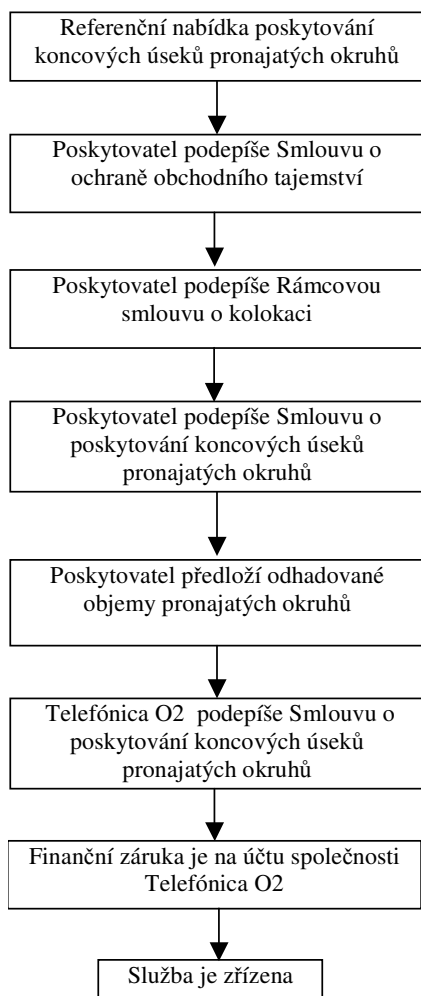 Referenční nabídka poskytování
koncových úseků pronajatých okruhů
Poskytovatel podepíše Smlouvu o
ochraně obchodního tajemství
Poskytovatel podepíše Rámcovou
smlouvu o kolokaci
Poskytovatel podepíše Smlouvu o
poskytování koncových úseků
pronajatých okruhů
Poskytovatel předloží odhadované
objemy pronajatých okruhů
Telefónica O2 podepíše Smlouvu o
poskytování koncových úseků
pronajatých okruhů
Finanční záruka je na účtu společnosti
Telefónica O2
Služba je zřízena